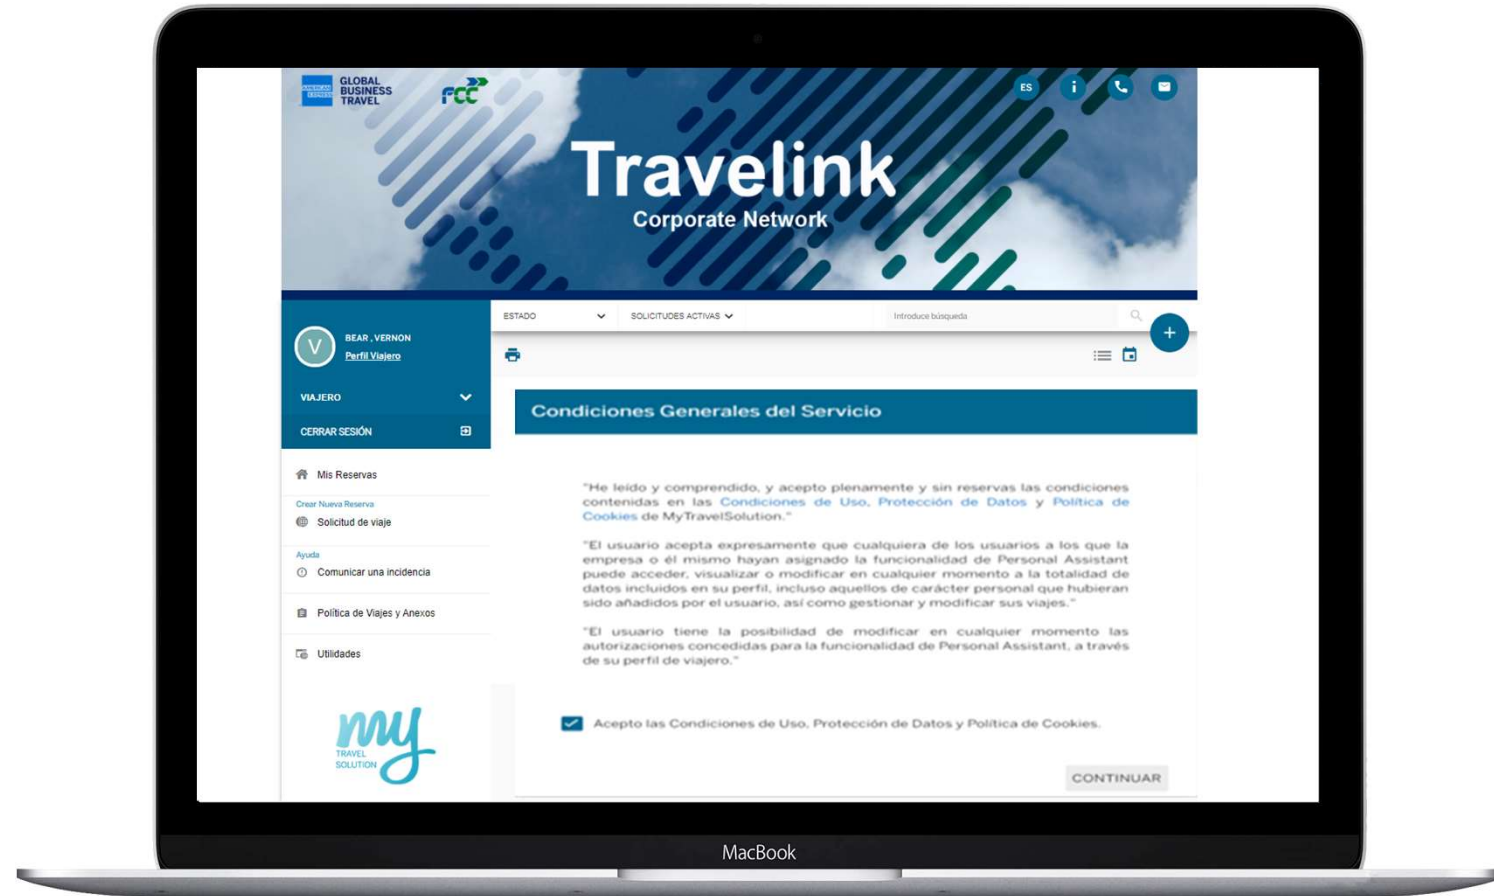 AMERICAN
EXPRESS
GLOBAL
BUSINESS
TRAVEL
FCC
ES
i
Travelink
Corporate Network
ESTADO
SOLICITUDES ACTIVAS
Introduce búsqueda
+
V
BEAR , VERNON
Perfil Viajero
VIAJERO
CERRAR SESIÓN
Mis Reservas
Crear Nueva Reserva
Solicitud de viaje
Ayuda
Comunicar una incidencia
Política de Viajes y Anexos
Utilidades
my
TRAVEL
SOLUTION
Condiciones Generales del Servicio
"He leído y comprendido, y acepto plenamente y sin reservas las condiciones
contenidas en las Condiciones de Uso, Protección de Datos y Política de
Cookies de MyTravelSolution."
"El usuario acepta expresamente que cualquiera de los usuarios a los que la
empresa o él mismo hayan asignado la funcionalidad de Personal Assistant
puede acceder, visualizar o modificar en cualquier momento a la totalidad de
datos incluidos en su perfil, incluso aquellos de carácter personal que hubieran
sido añadidos por el usuario, así como gestionar y modificar sus viajes."
"El usuario tiene la posibilidad de modificar en cualquier momento las
autorizaciones concedidas para la funcionalidad de Personal Assistant, a través
de su perfil de viajero."
Acepto las Condiciones de Uso, Protección de Datos y Política de Cookies.
CONTINUAR
MacBook